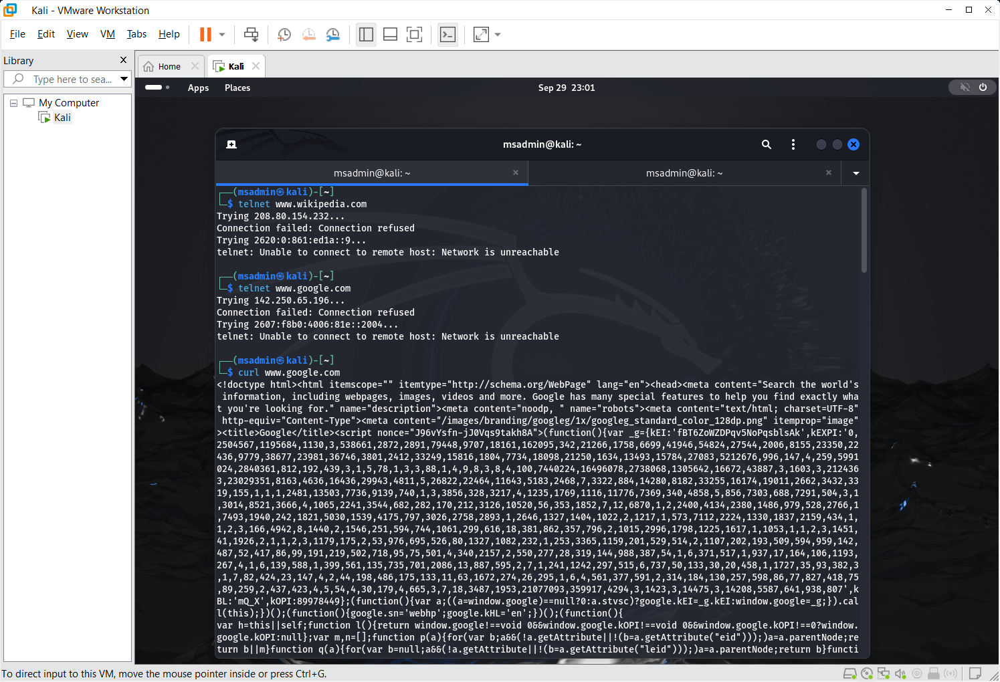 Kali - VMware Workstation
File Edit View VM Tabs Help
Library
Type here to sea...
My Computer
Kali
Home
Kali
Apps Places
Sep 29 23:01
msadmin@kali: ~
msadmin@kali: ~
msadmin@kali: ~
┌──(msadmin㉿kali)-[~]
└─$ telnet www.wikipedia.com
Trying 208.80.154.232...
Connection failed: Connection refused
Trying 2620:0:861:ed1a::9...
telnet: Unable to connect to remote host: Network is unreachable
┌──(msadmin㉿kali)-[~]
└─$ telnet www.google.com
Trying 142.250.65.196...
Connection failed: Connection refused
Trying 2607:f8b0:4006:81e::2004...
telnet: Unable to connect to remote host: Network is unreachable
┌──(msadmin㉿kali)-[~]
└─$ curl www.google.com
<!doctype html><html itemscope="" itemtype="http://schema.org/WebPage" lang="en"><head><meta content="Search the world's
information, including webpages, images, videos and more. Google has many special features to help you find exactly wha
t you're looking for." name="description"><meta content="noodp, " name="robots"><meta content="text/html; charset=UTF-8"
http-equiv="Content-Type"><meta content="/images/branding/googleg/1x/googleg_standard_color_128dp.png" itemprop="image"
><title>Google</title><script nonce="J96vYsfn-jJ0Vqs9takh8A">(function(){var _g={kEI:'fBT6ZoWZDPqv5NoPqsblsAk',kEXPI:'0,
2504567,1195684,1130,3,538661,2872,2891,79448,9707,18161,162095,342,21266,1758,6699,41946,54824,27544,2006,8155,23350,22
436,9779,38677,23981,36746,3801,2412,33249,15816,1804,7734,18098,21250,1634,13493,15784,27083,5212676,996,147,4,259,5991
024,2840361,812,192,439,3,1,5,78,1,3,3,88,1,4,9,8,3,8,4,100,7440224,16496078,2738068,1305642,16672,43887,3,1603,3,212436
3,23029351,8163,4636,16436,29943,4811,5,26822,22464,11643,5183,2468,7,3322,884,14280,8182,33255,16174,19011,2662,3432,33
19,155,1,1,1,2481,13503,7736,9139,740,1,3,3856,328,3217,4,1235,1769,1116,11776,7369,340,4858,5,856,7303,688,7291,504,3,1
,3014,8521,3666,4,1065,2241,3544,682,282,170,212,3126,10520,56,353,1852,7,12,6870,1,2,2400,4134,2380,1486,979,528,2766,1
,7493,1940,242,1821,5030,1539,4175,797,3026,2758,2893,1,2646,1327,1404,1022,2,1217,1,573,7112,2224,1330,1837,2159,434,1,
1,2,3,166,4942,8,1440,2,1546,251,594,744,1061,299,616,18,381,862,357,796,2,1015,2996,1798,1225,1617,1,1053,1,1,2,3,1451,
41,1926,2,1,1,2,3,1179,175,2,53,976,695,526,80,1327,1082,232,1,253,3365,1159,201,529,514,2,1107,202,193,509,594,959,142,
487,52,417,86,99,191,219,502,718,95,75,501,4,340,2157,2,550,277,28,319,144,988,387,54,1,6,371,517,1,937,17,164,106,1193,
267,4,1,6,139,588,1,399,561,135,735,701,2086,13,887,595,2,7,1,241,1242,297,515,6,737,50,133,30,20,458,1,1727,35,93,382,3
,1,7,82,424,23,147,4,2,44,198,486,175,133,11,63,1672,274,26,295,1,6,4,561,377,591,2,314,184,130,257,598,86,77,827,418,75
,89,259,2,437,423,4,5,54,4,30,179,4,665,3,7,18,3487,1953,21077093,359917,4294,3,1423,3,14475,3,14208,5587,641,938,807',k
BL:'mQ_X',kOPI:89978449};(function(){var a;((a=window.google)==null?0:a.stvsc)?google.kEI=_g.kEI:window.google=_g;}).cal
l(this);})();(function(){google.sn='webhp';google.kHL='en';})();(function(){
var h=this||self;function l(){return window.google!==void 0&&window.google.kOPI!==void 0&&window.google.kOPI!==0?window.
google.kOPI:null};var m,n=[];function p(a){for(var b;a&&(!a.getAttribute||!(b=a.getAttribute("eid")));)a=a.parentNode;re
turn b||m}function q(a){for(var b=null;a&&(!a.getAttribute||!(b=a.getAttribute("leid")));)a=a.parentNode;return b}functi
To direct input to this VM, move the mouse pointer inside or press Ctrl+G.